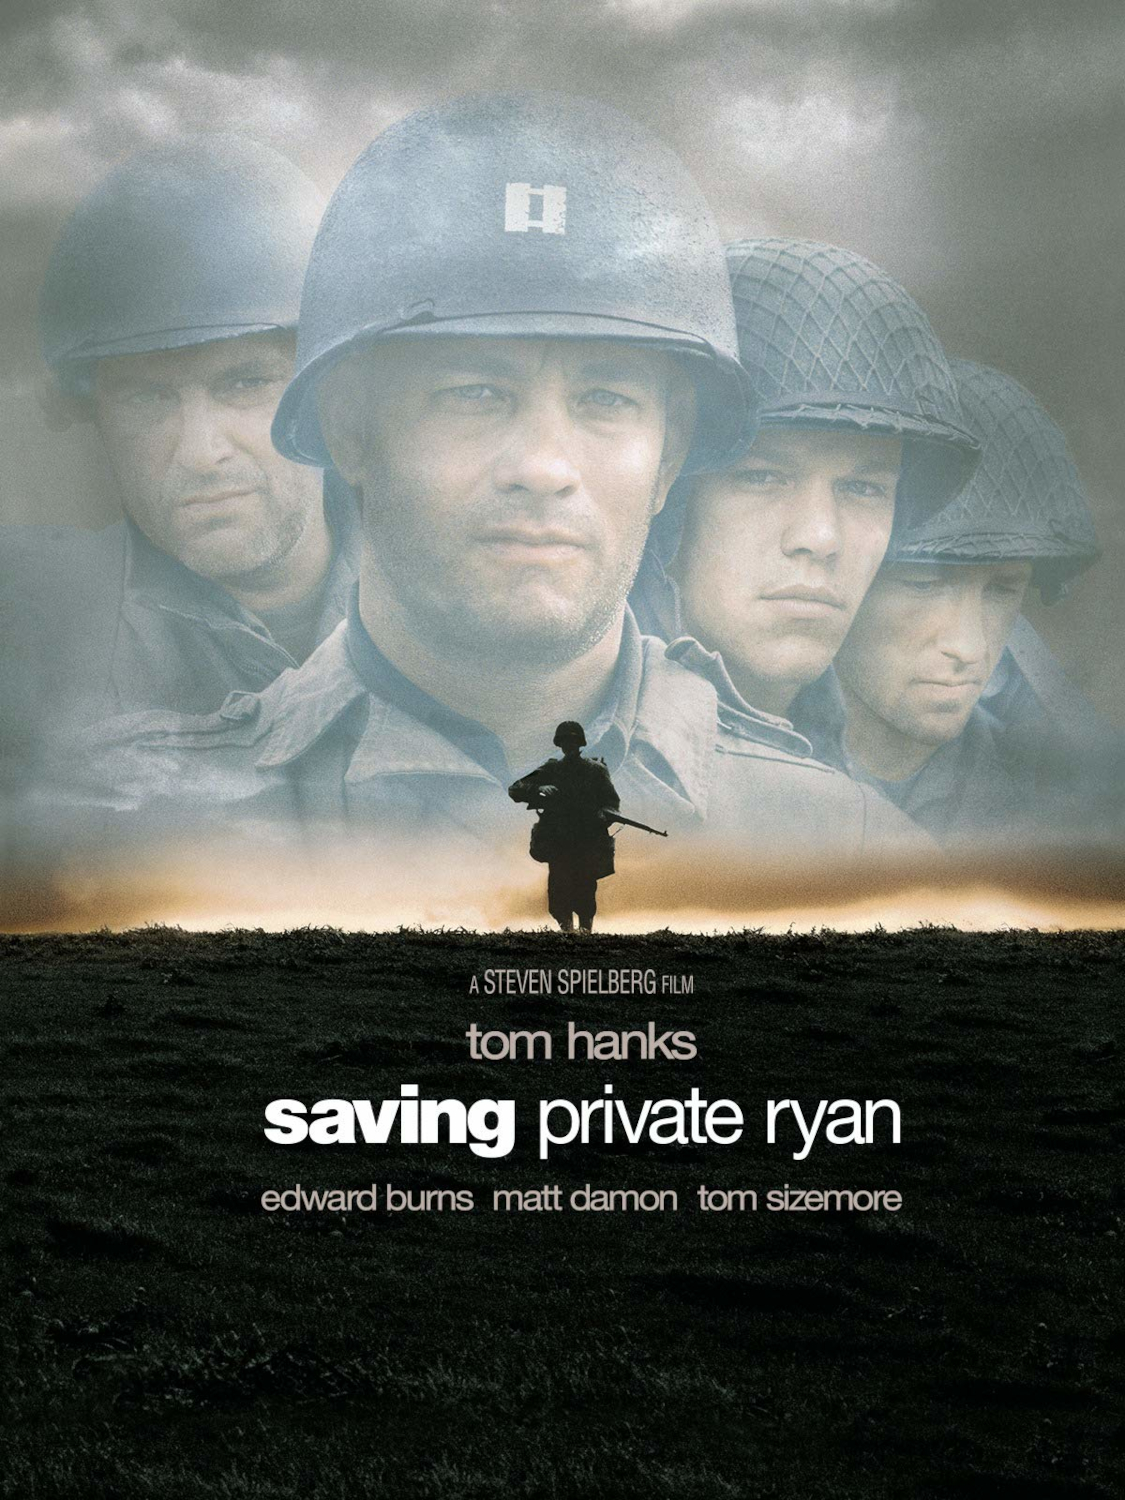 A STEVEN SPIELBERG FILM
tom hanks
saving private ryan
edward burns matt damon tom sizemore